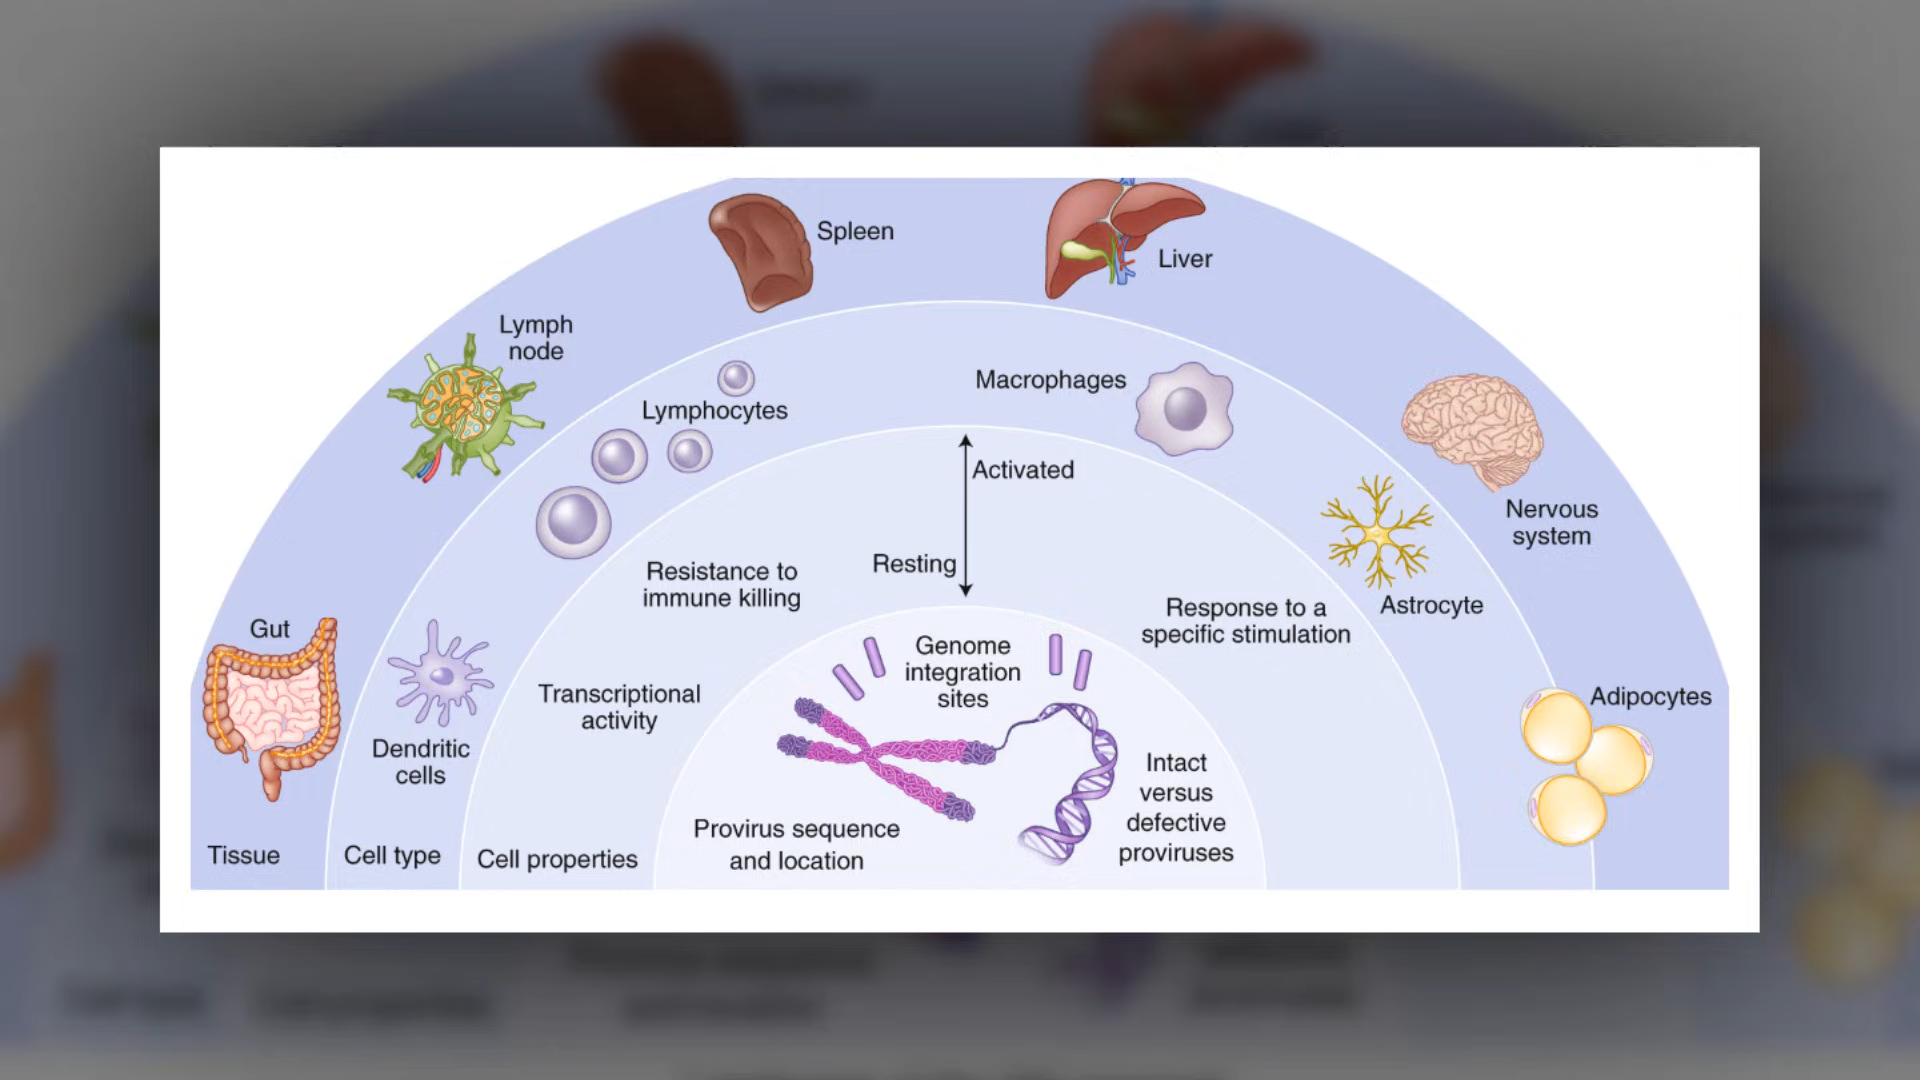 Spleen
Liver
Lymph
node
Macrophages
Lymphocytes
Activated
Nervous
system
Resting
Resistance to
immune killing
Astrocyte
Response to a
specific stimulation
Gut
Genome
integration
sites
Transcriptional
activity
Adipocytes
Dendritic
cells
Intact
versus
defective
proviruses
Provirus sequence
and location
Tissue
Cell type
Cell properties